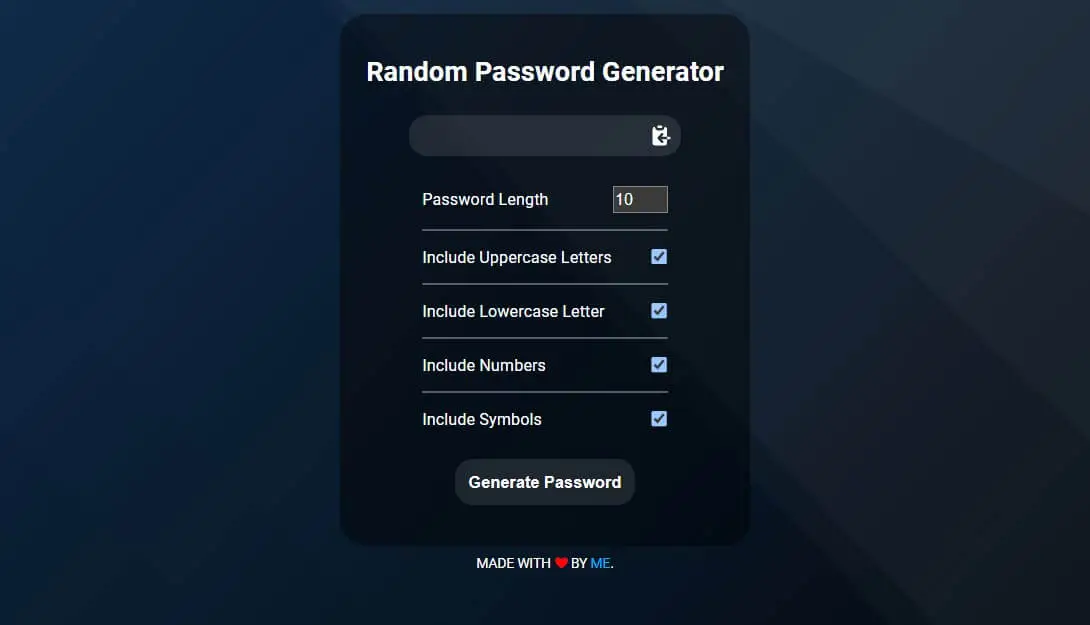 Random Password Generator
Password Length 10
Include Uppercase Letters
Include Lowercase Letter
Include Numbers
Include Symbols
Generate Password
MADE WITH ❤ BY ME.